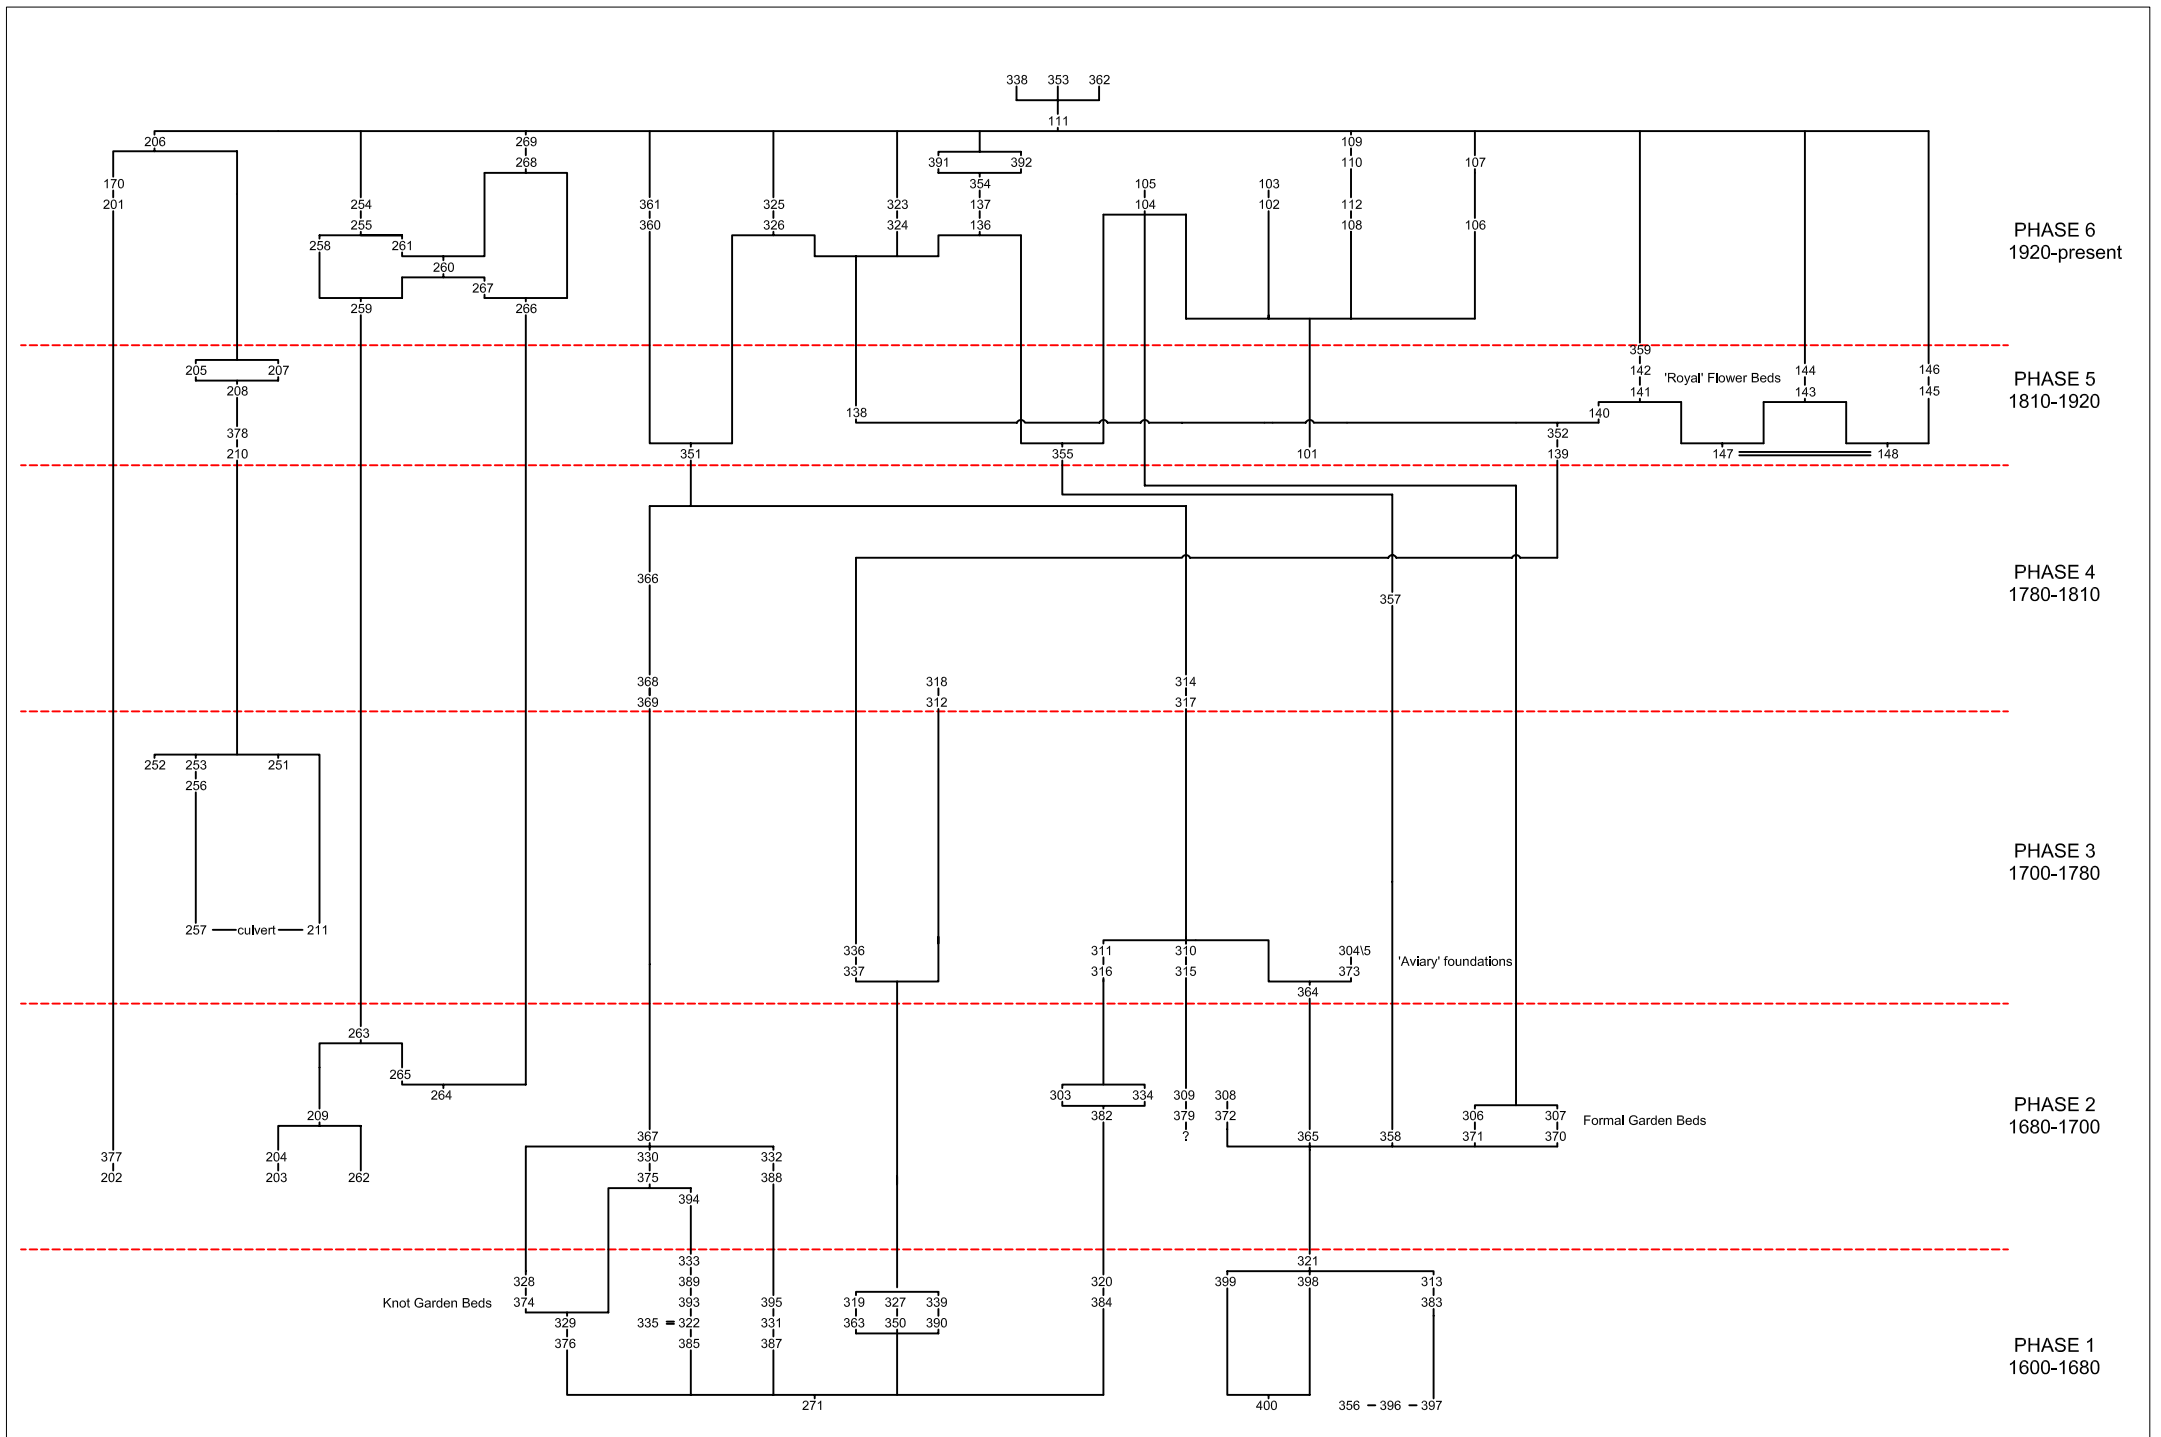 338 353 362
111
206 269 109
268 391 392 110 107
170 354 105 103
201 254 361 325 323 137 104 102 112
255 360 326 324 136 108 106
258 261
260
267
259 266
PHASE 6
1920-present
359
205 207 142 'Royal' Flower Beds 144 146
208 141 143 145
138 140
378 352
210 351 355 101 139 147 148
PHASE 5
1810-1920
366
357
PHASE 4
1780-1810
368 318 314
369 312 317
252 253 251
256
PHASE 3
1700-1780
257 culvert 211
336 311 310 304\5
'Aviary' foundations
337 316 315 373
364
263
265
264 303 334 309 308
209 382 379 372 306 307
Formal Garden Beds
367 ? 365 358 371 370
PHASE 2
1680-1700
377 204 330 332
202 203 262 375 388
394
333 321
328 389 320 399 398 313
Knot Garden Beds 374 393 395 319 327 339 384 383
329 335 = 322 331 363 350 390
376 385 387
PHASE 1
1600-1680
271 400 356 396 397